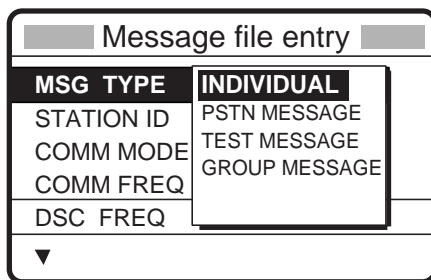 Message file entry
MSG TYPE
INDIVIDUAL
STATION ID
PSTN MESSAGE
COMM MODE
TEST MESSAGE
COMM FREQ
GROUP MESSAGE
DSC FREQ
▼